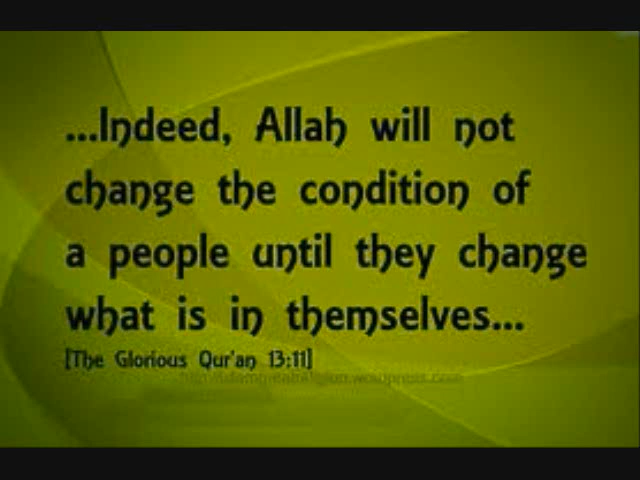 ...Indeed, Allah will not
change the condition of
a people until they change
what is in themselves...
[The Glorious Qur'an 13:11]